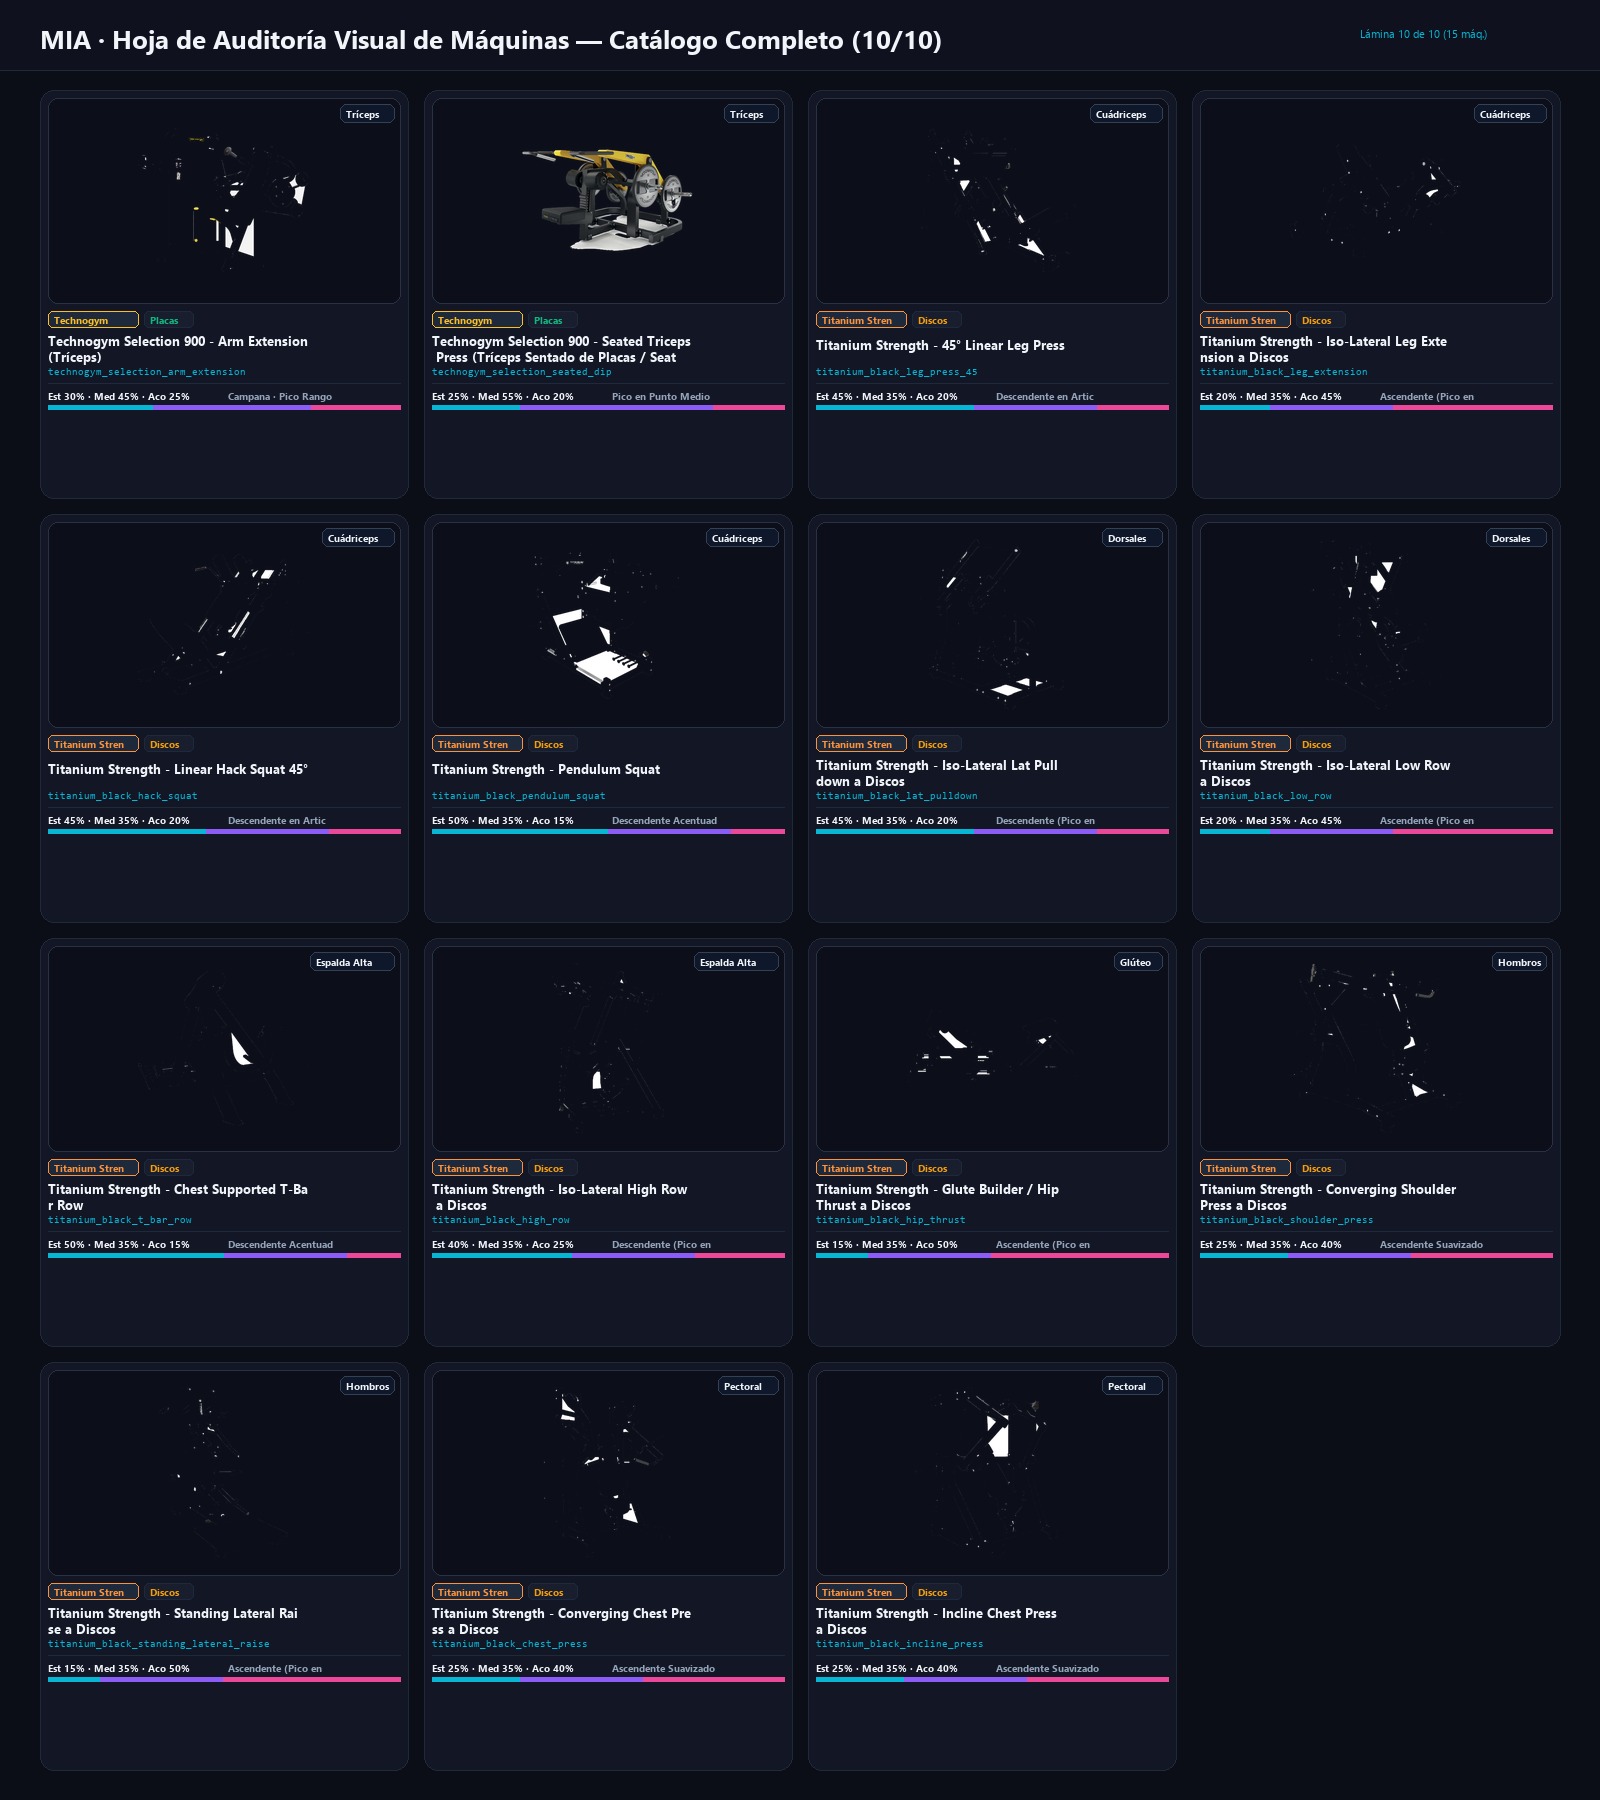 MIA · Hoja de Auditoría Visual de Máquinas — Catálogo Completo (10/10)
Lámina 10 de 10 (15 máq.)
Tríceps
Technogym
Placas
Technogym Selection 900 - Arm Extension
(Tríceps)
technogym_selection_arm_extension
Est 30% · Med 45% · Aco 25%
Campana · Pico Rango
Tríceps
Technogym
Placas
Technogym Selection 900 - Seated Triceps
Press (Tríceps Sentado de Placas / Seat
technogym_selection_seated_dip
Est 25% · Med 55% · Aco 20%
Pico en Punto Medio
Cuádriceps
Titanium Stren
Discos
Titanium Strength - 45° Linear Leg Press
titanium_black_leg_press_45
Est 45% · Med 35% · Aco 20%
Descendente en Artic
Cuádriceps
Titanium Stren
Discos
Titanium Strength - Iso-Lateral Leg Exte
nsion a Discos
titanium_black_leg_extension
Est 20% · Med 35% · Aco 45%
Ascendente (Pico en
Cuádriceps
Titanium Stren
Discos
Titanium Strength - Linear Hack Squat 45°
titanium_black_hack_squat
Est 45% · Med 35% · Aco 20%
Descendente en Artic
Cuádriceps
Titanium Stren
Discos
Titanium Strength - Pendulum Squat
titanium_black_pendulum_squat
Est 50% · Med 35% · Aco 15%
Descendente Acentuad
Dorsales
Titanium Stren
Discos
Titanium Strength - Iso-Lateral Lat Pull
down a Discos
titanium_black_lat_pulldown
Est 45% · Med 35% · Aco 20%
Descendente (Pico en
Dorsales
Titanium Stren
Discos
Titanium Strength - Iso-Lateral Low Row
a Discos
titanium_black_low_row
Est 20% · Med 35% · Aco 45%
Ascendente (Pico en
Espalda Alta
Titanium Stren
Discos
Titanium Strength - Chest Supported T-Ba
r Row
titanium_black_t_bar_row
Est 50% · Med 35% · Aco 15%
Descendente Acentuad
Espalda Alta
Titanium Stren
Discos
Titanium Strength - Iso-Lateral High Row
a Discos
titanium_black_high_row
Est 40% · Med 35% · Aco 25%
Descendente (Pico en
Glúteo
Titanium Stren
Discos
Titanium Strength - Glute Builder / Hip
Thrust a Discos
titanium_black_hip_thrust
Est 15% · Med 35% · Aco 50%
Ascendente (Pico en
Hombros
Titanium Stren
Discos
Titanium Strength - Converging Shoulder
Press a Discos
titanium_black_shoulder_press
Est 25% · Med 35% · Aco 40%
Ascendente Suavizado
Hombros
Titanium Stren
Discos
Titanium Strength - Standing Lateral Rai
se a Discos
titanium_black_standing_lateral_raise
Est 15% · Med 35% · Aco 50%
Ascendente (Pico en
Pectoral
Titanium Stren
Discos
Titanium Strength - Converging Chest Pre
ss a Discos
titanium_black_chest_press
Est 25% · Med 35% · Aco 40%
Ascendente Suavizado
Pectoral
Titanium Stren
Discos
Titanium Strength - Incline Chest Press
a Discos
titanium_black_incline_press
Est 25% · Med 35% · Aco 40%
Ascendente Suavizado